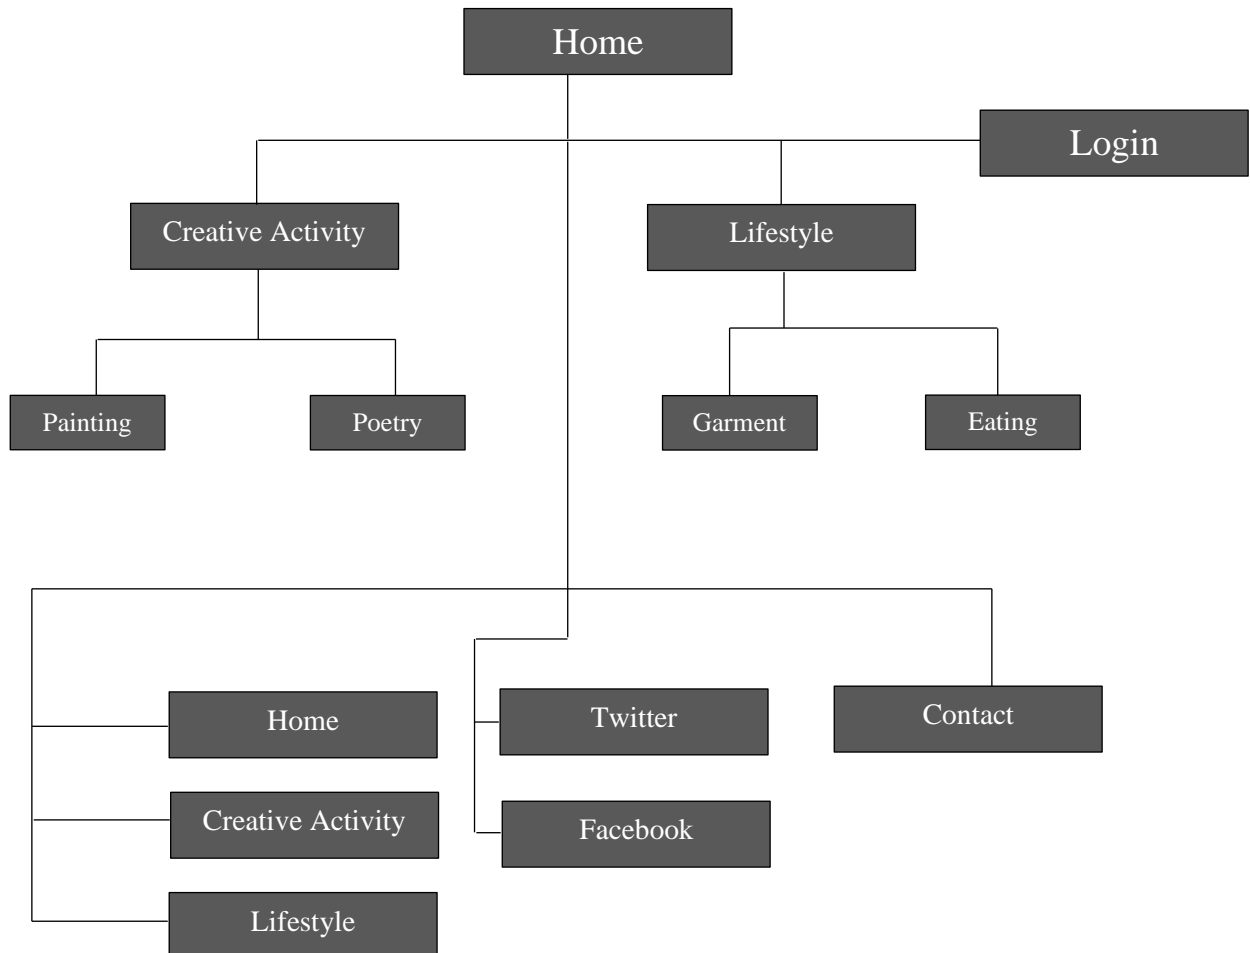 Home
Login
Creative Activity
Lifestyle
Painting
Poetry
Garment
Eating
Home
Twitter
Contact
Creative Activity
Facebook
Lifestyle